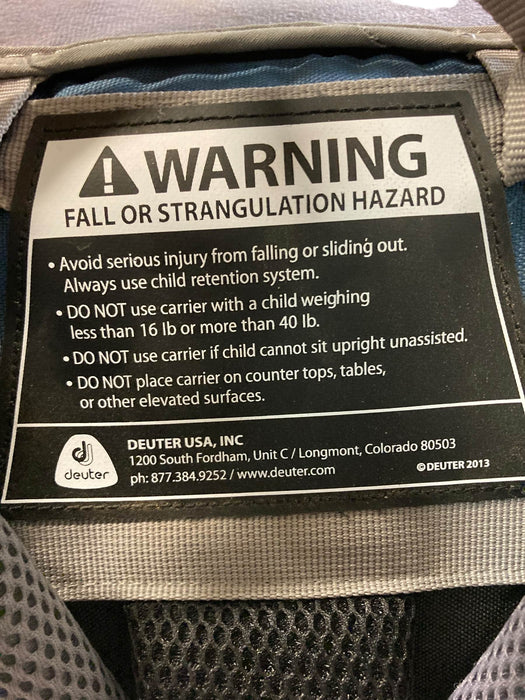 WARNING
FALL OR STRANGULATION HAZARD
• Avoid serious injury from falling or sliding out.
Always use child retention system.
• DO NOT use carrier with a child weighing
less than 16 lb or more than 40 lb.
• DO NOT use carrier if child cannot sit upright unassisted.
• DO NOT place carrier on counter tops, tables,
or other elevated surfaces.
d
deuter
DEUTER USA, INC
1200 South Fordham, Unit C / Longmont, Colorado 80503
ph: 877.384.9252 / www.deuter.com
© DEUTER 2013